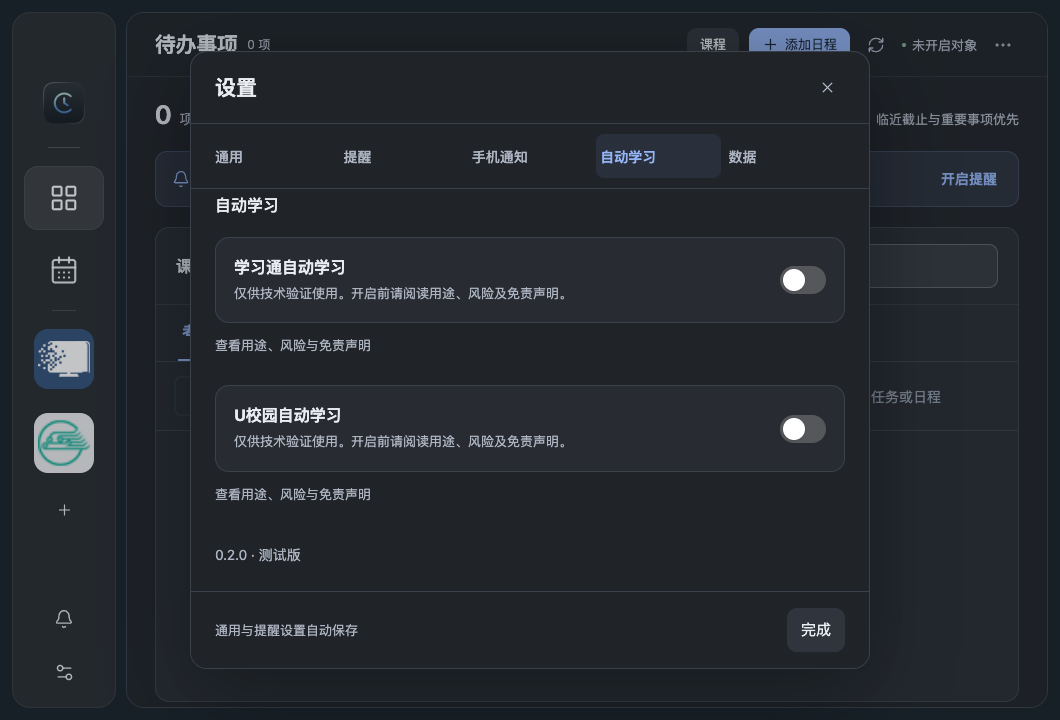 待办事项 0 项
课程
添加日程
未开启对象
0 项
临近截止与重要事项优先
开启提醒
设置
通用
提醒
手机通知
自动学习
数据
自动学习
学习通自动学习
仅供技术验证使用。开启前请阅读用途、风险及免责声明。
查看用途、风险与免责声明
U校园自动学习
仅供技术验证使用。开启前请阅读用途、风险及免责声明。
查看用途、风险与免责声明
0.2.0 · 测试版
通用与提醒设置自动保存
完成
课
任务或日程